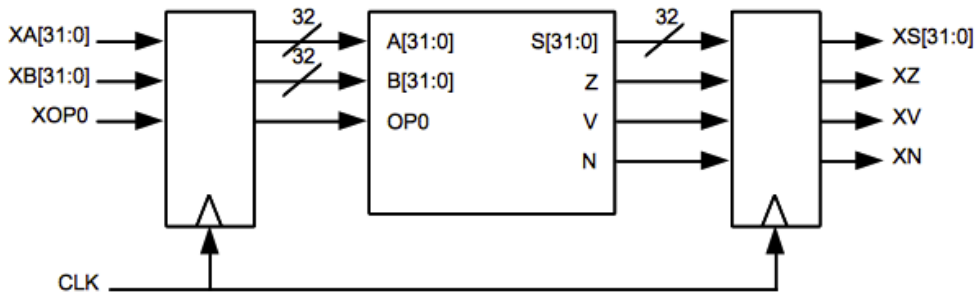 32 32
XA[31:0] A[31:0] S[31:0] XS[31:0]
32
XB[31:0] B[31:0] Z XZ
XOP0 OP0 V XV
N XN
CLK